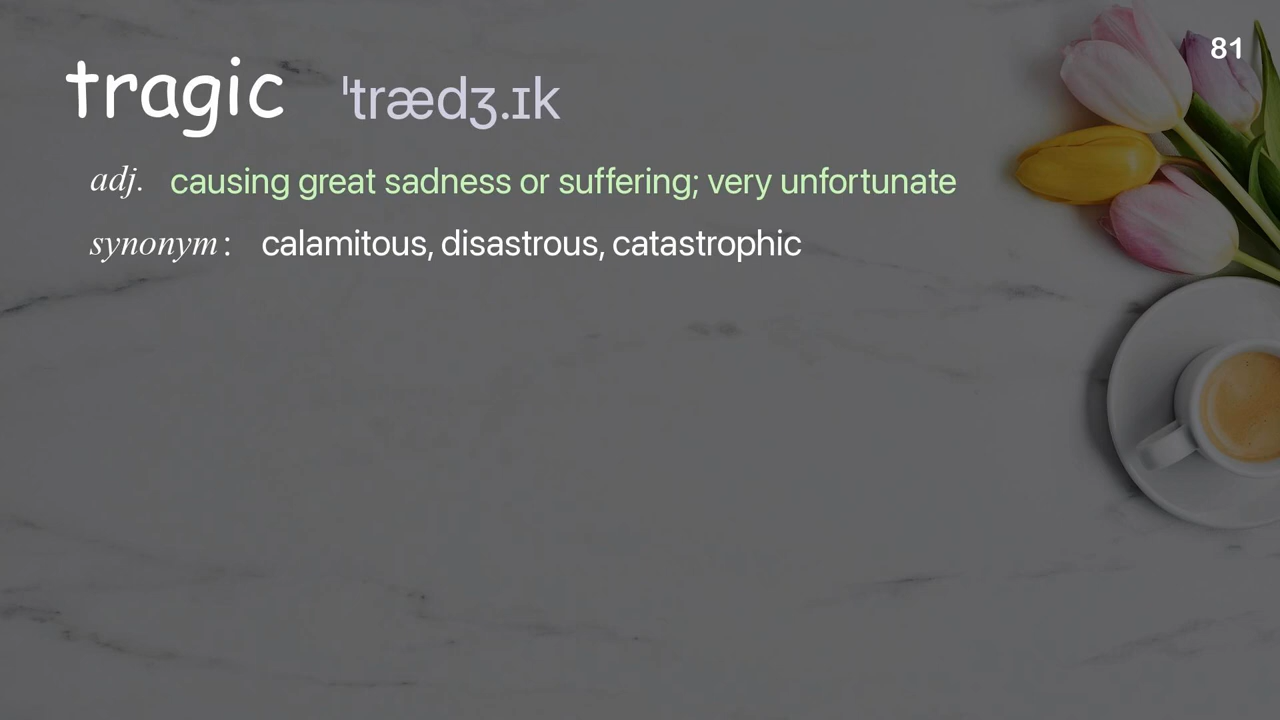 81
tragic ˈtrædʒ.ɪk
adj. causing great sadness or suffering; very unfortunate
synonym : calamitous, disastrous, catastrophic